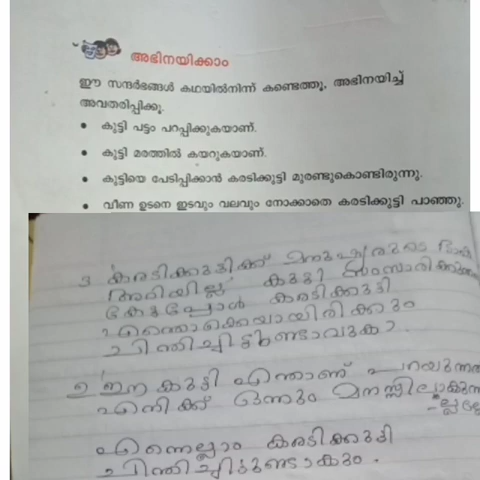 അഭിനയിക്കാം
ഈ സന്ദർഭങ്ങൾ കഥയിൽനിന്ന് കണ്ടെത്തൂ, അഭിനയിച്ച്
അവതരിപ്പിക്കൂ.
• കുട്ടി പട്ടം പറപ്പിക്കുകയാണ്.
• കുട്ടി മരത്തിൽ കയറുകയാണ്.
• കുട്ടിയെ പേടിപ്പിക്കാൻ കരടിക്കുട്ടി മുരണ്ടുകൊണ്ടിരുന്നു.
• വീണ ഉടനെ ഇടവും വലവും നോക്കാതെ കരടിക്കുട്ടി പാഞ്ഞു.
3 കരടിക്കുട്ടിക്ക് മനുഷ്യരുടെ ഭാഷ
അറിയില്ല കുട്ടി
കേട്ടപ്പോൾ കരടിക്കുട്ടി
എന്തൊക്കെയായിരിക്കും
ചിന്തിച്ചിട്ടുണ്ടാവുക.
ഈ കുട്ടി എന്താണ് പറയുന്നത്
എനിക്ക് ഒന്നും
എന്നെല്ലാം കരടിക്കുട്ടി
ചിന്തിച്ചിട്ടുണ്ടാകും.